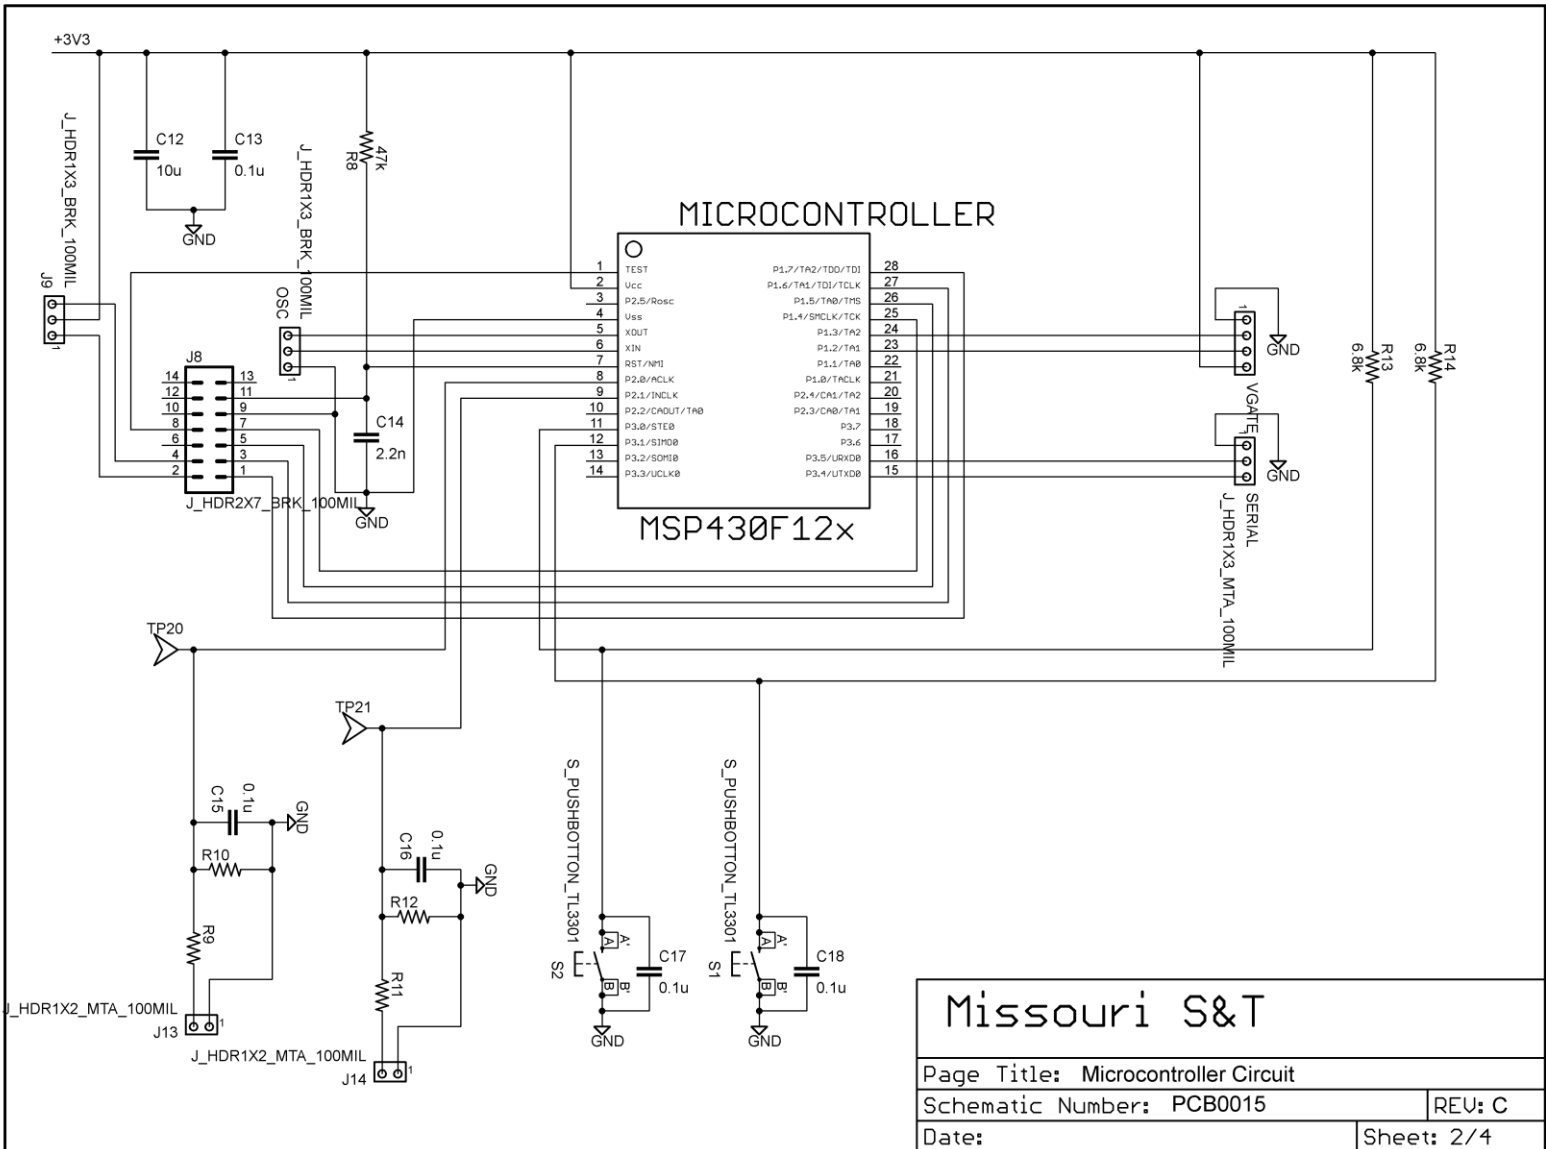 +3V3
J_HDR1X3_BRK_100MIL
J9
1
C12
10u
C13
0.1u
GND
47k
R8
J_HDR1X3_BRK_100MIL
OSC
1
MICROCONTROLLER
1 TEST
2 Vcc
3 P2.5/Rosc
4 Vss
5 XOUT
6 XIN
7 RST/NMI
8 P2.0/ACLK
9 P2.1/INCLK
10 P2.2/CAOUT/TA0
11 P3.0/STE0
12 P3.1/SIMO0
13 P3.2/SOMI0
14 P3.3/UCLK0
P1.7/TA2/TDO/TDI 28
P1.6/TA1/TDI/TCLK 27
P1.5/TA0/TMS 26
P1.4/SMCLK/TCK 25
P1.3/TA2 24
P1.2/TA1 23
P1.1/TA0 22
P1.0/TACLK 21
P2.4/CA1/TA2 20
P2.3/CA0/TA1 19
P3.7 18
P3.6 17
P3.5/URXD0 16
P3.4/UTXD0 15
MSP430F12x
J8
14 13
12 11
10 9
8 7
6 5
4 3
2 1
J_HDR2X7_BRK_100MIL
C14
2.2n
GND
1
GND
VGATE
1
GND
SERIAL
J_HDR1X3_MTA_100MIL
R13
6.8k
R14
6.8k
TP20
TP21
C15
0.1u
GND
R10
R9
J_HDR1X2_MTA_100MIL
J13
1
C16
0.1u
GND
R12
R11
J_HDR1X2_MTA_100MIL
J14
1
S_PUSHBOTTON_TL3301
S2
A A'
B B'
C17
0.1u
GND
S_PUSHBOTTON_TL3301
S1
A A'
B B'
C18
0.1u
GND
Missouri S&T
Page Title: Microcontroller Circuit
Schematic Number: PCB0015
REV: C
Date:
Sheet: 2/4